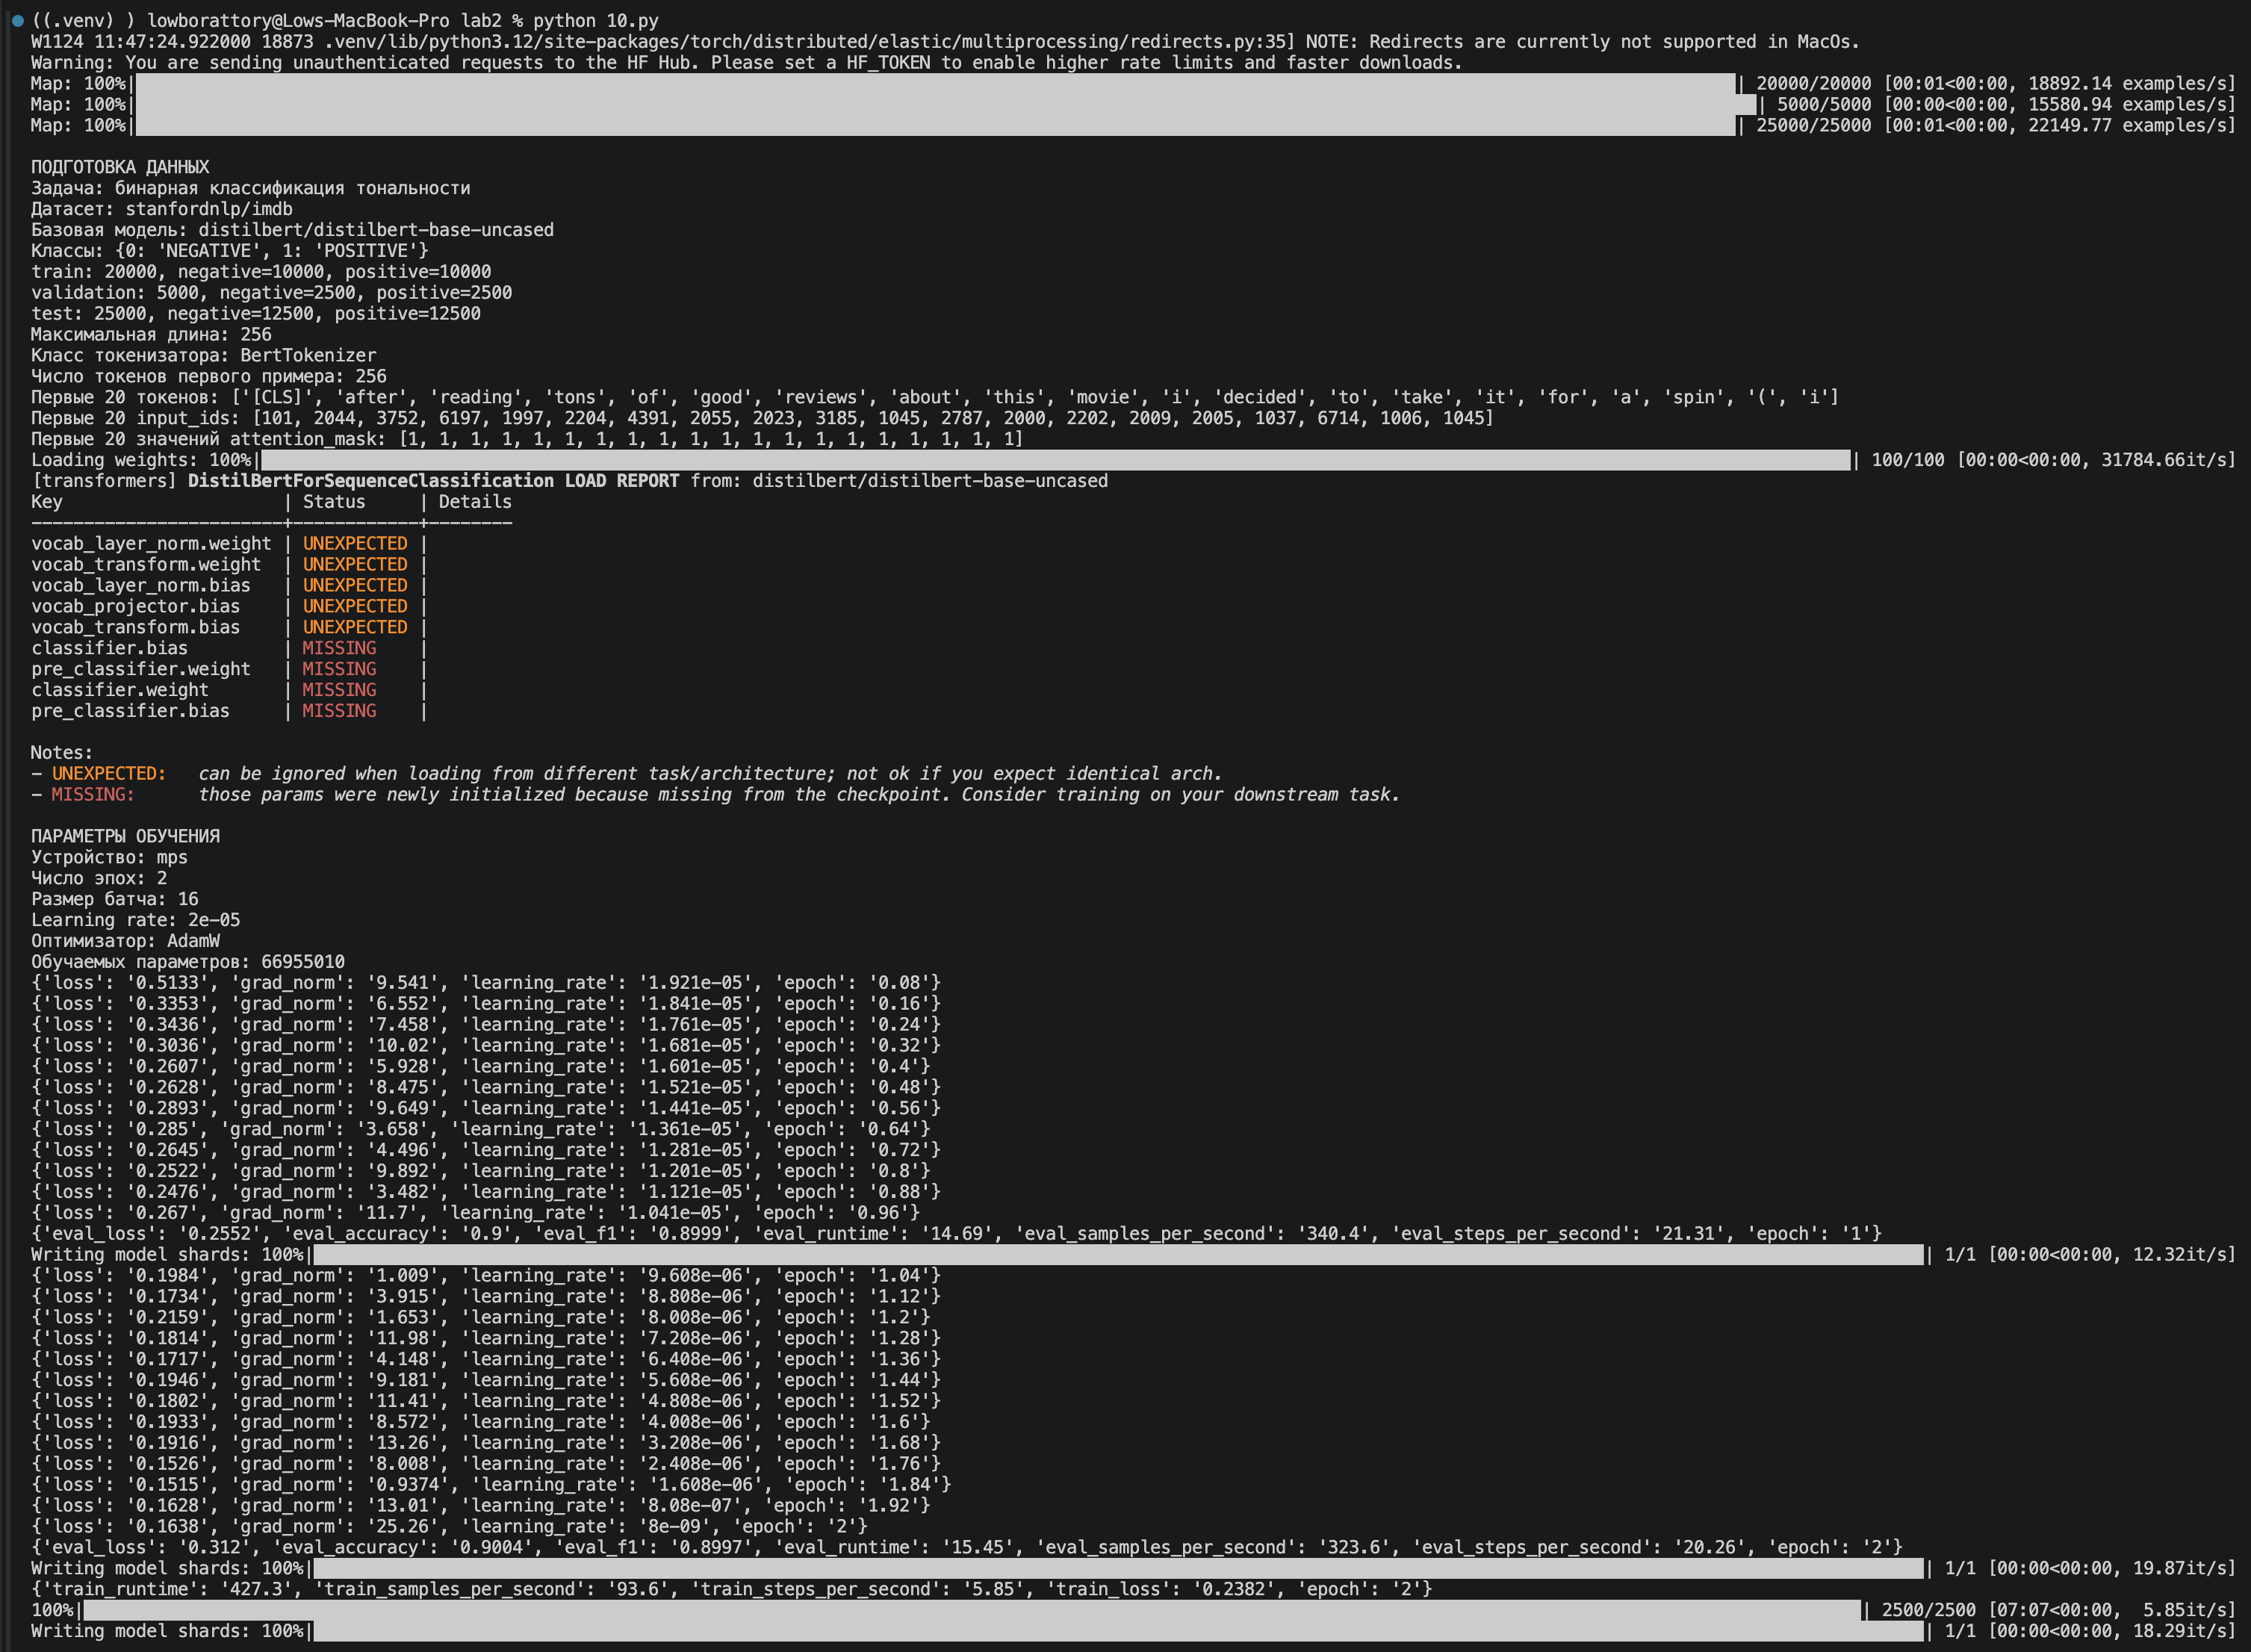 ((.venv) ) lowborattory@Lows-MacBook-Pro lab2 % python 10.py
W1124 11:47:24.922000 18873 .venv/lib/python3.12/site-packages/torch/distributed/elastic/multiprocessing/redirects.py:35] NOTE: Redirects are currently not supported in MacOs.
Warning: You are sending unauthenticated requests to the HF Hub. Please set a HF_TOKEN to enable higher rate limits and faster downloads.
Map: 100%| | 20000/20000 [00:01<00:00, 18892.14 examples/s]
Map: 100%| | 5000/5000 [00:00<00:00, 15580.94 examples/s]
Map: 100%| | 25000/25000 [00:01<00:00, 22149.77 examples/s]
ПОДГОТОВКА ДАННЫХ
Задача: бинарная классификация тональности
Датасет: stanfordnlp/imdb
Базовая модель: distilbert/distilbert-base-uncased
Классы: {0: 'NEGATIVE', 1: 'POSITIVE'}
train: 20000, negative=10000, positive=10000
validation: 5000, negative=2500, positive=2500
test: 25000, negative=12500, positive=12500
Максимальная длина: 256
Класс токенизатора: BertTokenizer
Число токенов первого примера: 256
Первые 20 токенов: ['[CLS]', 'after', 'reading', 'tons', 'of', 'good', 'reviews', 'about', 'this', 'movie', 'i', 'decided', 'to', 'take', 'it', 'for', 'a', 'spin', '(', 'i']
Первые 20 input_ids: [101, 2044, 3752, 6197, 1997, 2204, 4391, 2055, 2023, 3185, 1045, 2787, 2000, 2202, 2009, 2005, 1037, 6714, 1006, 1045]
Первые 20 значений attention_mask: [1, 1, 1, 1, 1, 1, 1, 1, 1, 1, 1, 1, 1, 1, 1, 1, 1, 1, 1, 1]
Loading weights: 100%| | 100/100 [00:00<00:00, 31784.66it/s]
[transformers] DistilBertForSequenceClassification LOAD REPORT from: distilbert/distilbert-base-uncased
Key | Status | Details
------------------------+------------+--------
vocab_layer_norm.weight | UNEXPECTED |
vocab_transform.weight | UNEXPECTED |
vocab_layer_norm.bias | UNEXPECTED |
vocab_projector.bias | UNEXPECTED |
vocab_transform.bias | UNEXPECTED |
classifier.bias | MISSING |
pre_classifier.weight | MISSING |
classifier.weight | MISSING |
pre_classifier.bias | MISSING |
Notes:
- UNEXPECTED: can be ignored when loading from different task/architecture; not ok if you expect identical arch.
- MISSING: those params were newly initialized because missing from the checkpoint. Consider training on your downstream task.
ПАРАМЕТРЫ ОБУЧЕНИЯ
Устройство: mps
Число эпох: 2
Размер батча: 16
Learning rate: 2e-05
Оптимизатор: AdamW
Обучаемых параметров: 66955010
{'loss': '0.5133', 'grad_norm': '9.541', 'learning_rate': '1.921e-05', 'epoch': '0.08'}
{'loss': '0.3353', 'grad_norm': '6.552', 'learning_rate': '1.841e-05', 'epoch': '0.16'}
{'loss': '0.3436', 'grad_norm': '7.458', 'learning_rate': '1.761e-05', 'epoch': '0.24'}
{'loss': '0.3036', 'grad_norm': '10.02', 'learning_rate': '1.681e-05', 'epoch': '0.32'}
{'loss': '0.2607', 'grad_norm': '5.928', 'learning_rate': '1.601e-05', 'epoch': '0.4'}
{'loss': '0.2628', 'grad_norm': '8.475', 'learning_rate': '1.521e-05', 'epoch': '0.48'}
{'loss': '0.2893', 'grad_norm': '9.649', 'learning_rate': '1.441e-05', 'epoch': '0.56'}
{'loss': '0.285', 'grad_norm': '3.658', 'learning_rate': '1.361e-05', 'epoch': '0.64'}
{'loss': '0.2645', 'grad_norm': '4.496', 'learning_rate': '1.281e-05', 'epoch': '0.72'}
{'loss': '0.2522', 'grad_norm': '9.892', 'learning_rate': '1.201e-05', 'epoch': '0.8'}
{'loss': '0.2476', 'grad_norm': '3.482', 'learning_rate': '1.121e-05', 'epoch': '0.88'}
{'loss': '0.267', 'grad_norm': '11.7', 'learning_rate': '1.041e-05', 'epoch': '0.96'}
{'eval_loss': '0.2552', 'eval_accuracy': '0.9', 'eval_f1': '0.8999', 'eval_runtime': '14.69', 'eval_samples_per_second': '340.4', 'eval_steps_per_second': '21.31', 'epoch': '1'}
Writing model shards: 100%| | 1/1 [00:00<00:00, 12.32it/s]
{'loss': '0.1984', 'grad_norm': '1.009', 'learning_rate': '9.608e-06', 'epoch': '1.04'}
{'loss': '0.1734', 'grad_norm': '3.915', 'learning_rate': '8.808e-06', 'epoch': '1.12'}
{'loss': '0.2159', 'grad_norm': '1.653', 'learning_rate': '8.008e-06', 'epoch': '1.2'}
{'loss': '0.1814', 'grad_norm': '11.98', 'learning_rate': '7.208e-06', 'epoch': '1.28'}
{'loss': '0.1717', 'grad_norm': '4.148', 'learning_rate': '6.408e-06', 'epoch': '1.36'}
{'loss': '0.1946', 'grad_norm': '9.181', 'learning_rate': '5.608e-06', 'epoch': '1.44'}
{'loss': '0.1802', 'grad_norm': '11.41', 'learning_rate': '4.808e-06', 'epoch': '1.52'}
{'loss': '0.1933', 'grad_norm': '8.572', 'learning_rate': '4.008e-06', 'epoch': '1.6'}
{'loss': '0.1916', 'grad_norm': '13.26', 'learning_rate': '3.208e-06', 'epoch': '1.68'}
{'loss': '0.1526', 'grad_norm': '8.008', 'learning_rate': '2.408e-06', 'epoch': '1.76'}
{'loss': '0.1515', 'grad_norm': '0.9374', 'learning_rate': '1.608e-06', 'epoch': '1.84'}
{'loss': '0.1628', 'grad_norm': '13.01', 'learning_rate': '8.08e-07', 'epoch': '1.92'}
{'loss': '0.1638', 'grad_norm': '25.26', 'learning_rate': '8e-09', 'epoch': '2'}
{'eval_loss': '0.312', 'eval_accuracy': '0.9004', 'eval_f1': '0.8997', 'eval_runtime': '15.45', 'eval_samples_per_second': '323.6', 'eval_steps_per_second': '20.26', 'epoch': '2'}
Writing model shards: 100%| | 1/1 [00:00<00:00, 19.87it/s]
{'train_runtime': '427.3', 'train_samples_per_second': '93.6', 'train_steps_per_second': '5.85', 'train_loss': '0.2382', 'epoch': '2'}
100%| | 2500/2500 [07:07<00:00, 5.85it/s]
Writing model shards: 100%| | 1/1 [00:00<00:00, 18.29it/s]